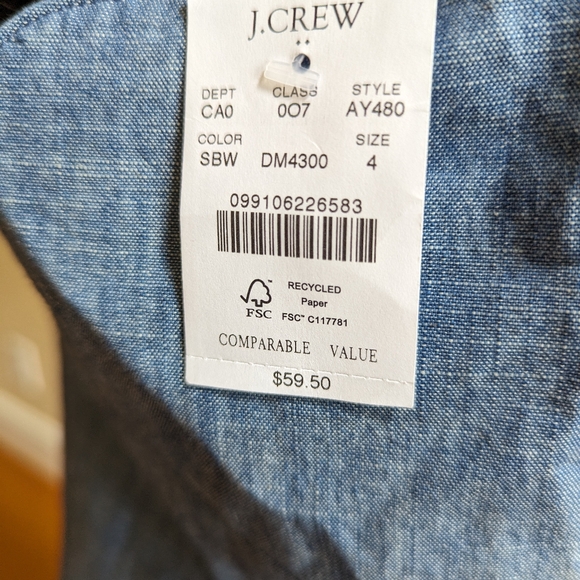 J.CREW
DEPT CLASS STYLE
CA0 007 AY480
COLOR SIZE
SBW DM4300 4
099106226583
RECYCLED
Paper
FSC FSC™ C117781
COMPARABLE VALUE
$59.50